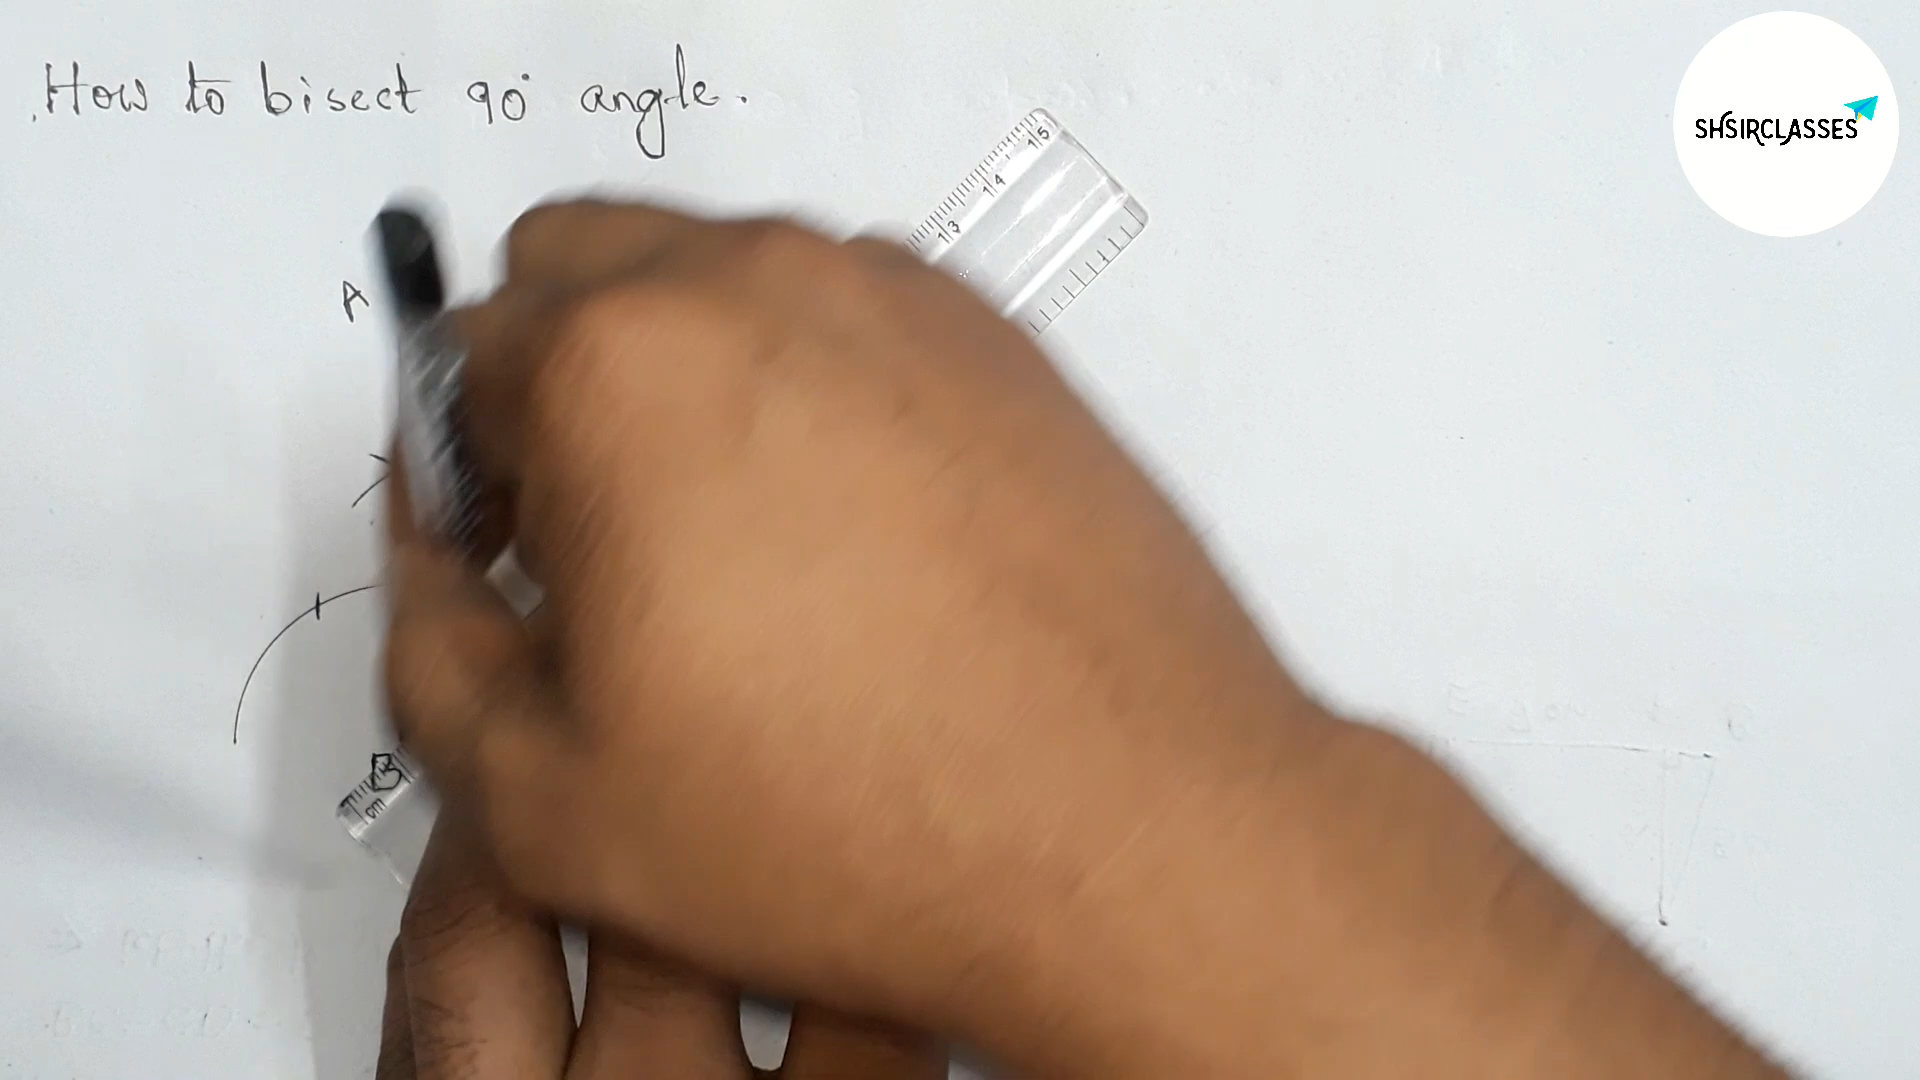 How to bisect 90° angle.
SHSIRCLASSES
15
14
13
A
B
cm